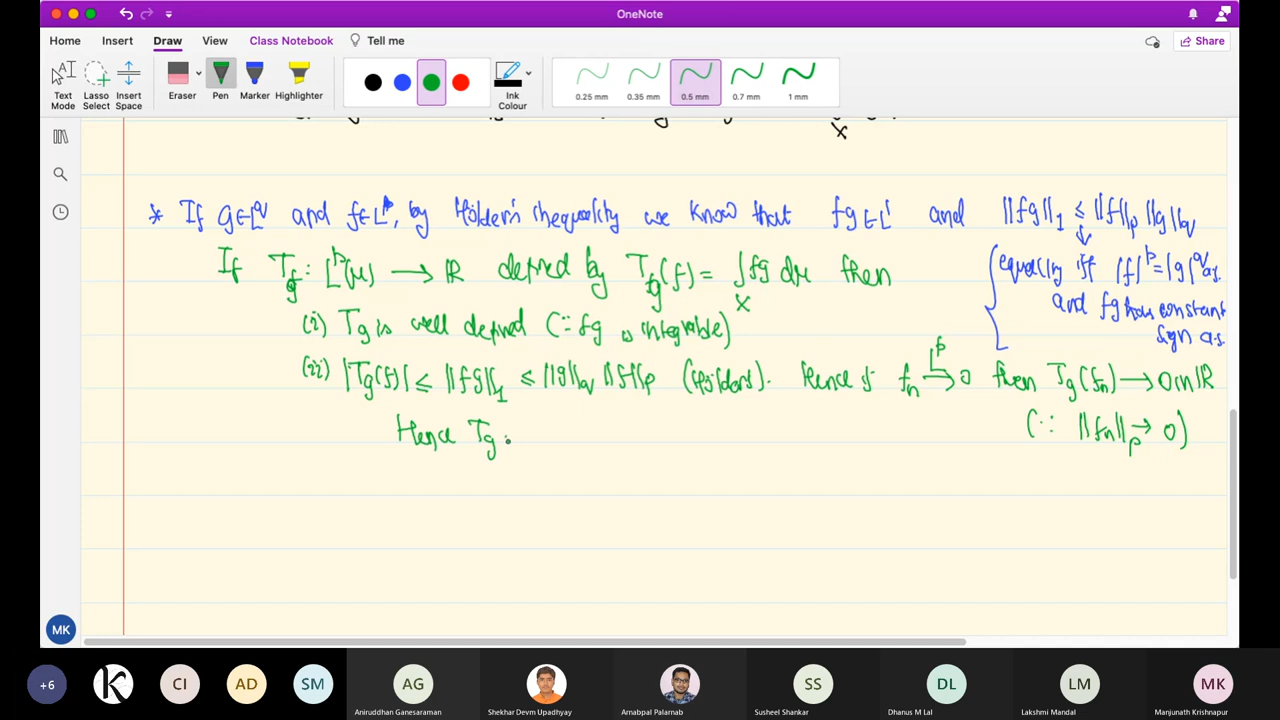 OneNote
Home Insert Draw View Class Notebook Tell me Share
Text Mode Lasso Select Insert Space Eraser Pen Marker Highlighter Ink Colour 0.25 mm 0.35 mm 0.5 mm 0.7 mm 1 mm
X
* If g∈L^q and f∈L^p, by Hölder's inequality we know that fg∈L^1 and ||fg||_1 ≤ ||f||_p ||g||_q
{equality iff |f|^p = |g|^q a.s.
and fg has constant
sign a.s.
If T_g : L^p(μ) → ℝ defined by T_g(f) = ∫_X fg dμ then
(i) T_g is well defined (∵ fg is integrable)
(ii) |T_g(f)| ≤ ||fg||_1 ≤ ||g||_q ||f||_p (Hölders). Hence if f_n →^{L^p} 0 then T_g(f_n) → 0 in ℝ
(∵ ||f_n||_p → 0)
Hence T_g :
MK
+6 K CI AD SM AG SS DL LM MK
Aniruddhan Ganesaraman Shekhar Devm Upadhyay Arnabpal Palarnab Susheel Shankar Dhanus M Lal Lakshmi Mandal Manjunath Krishnapur